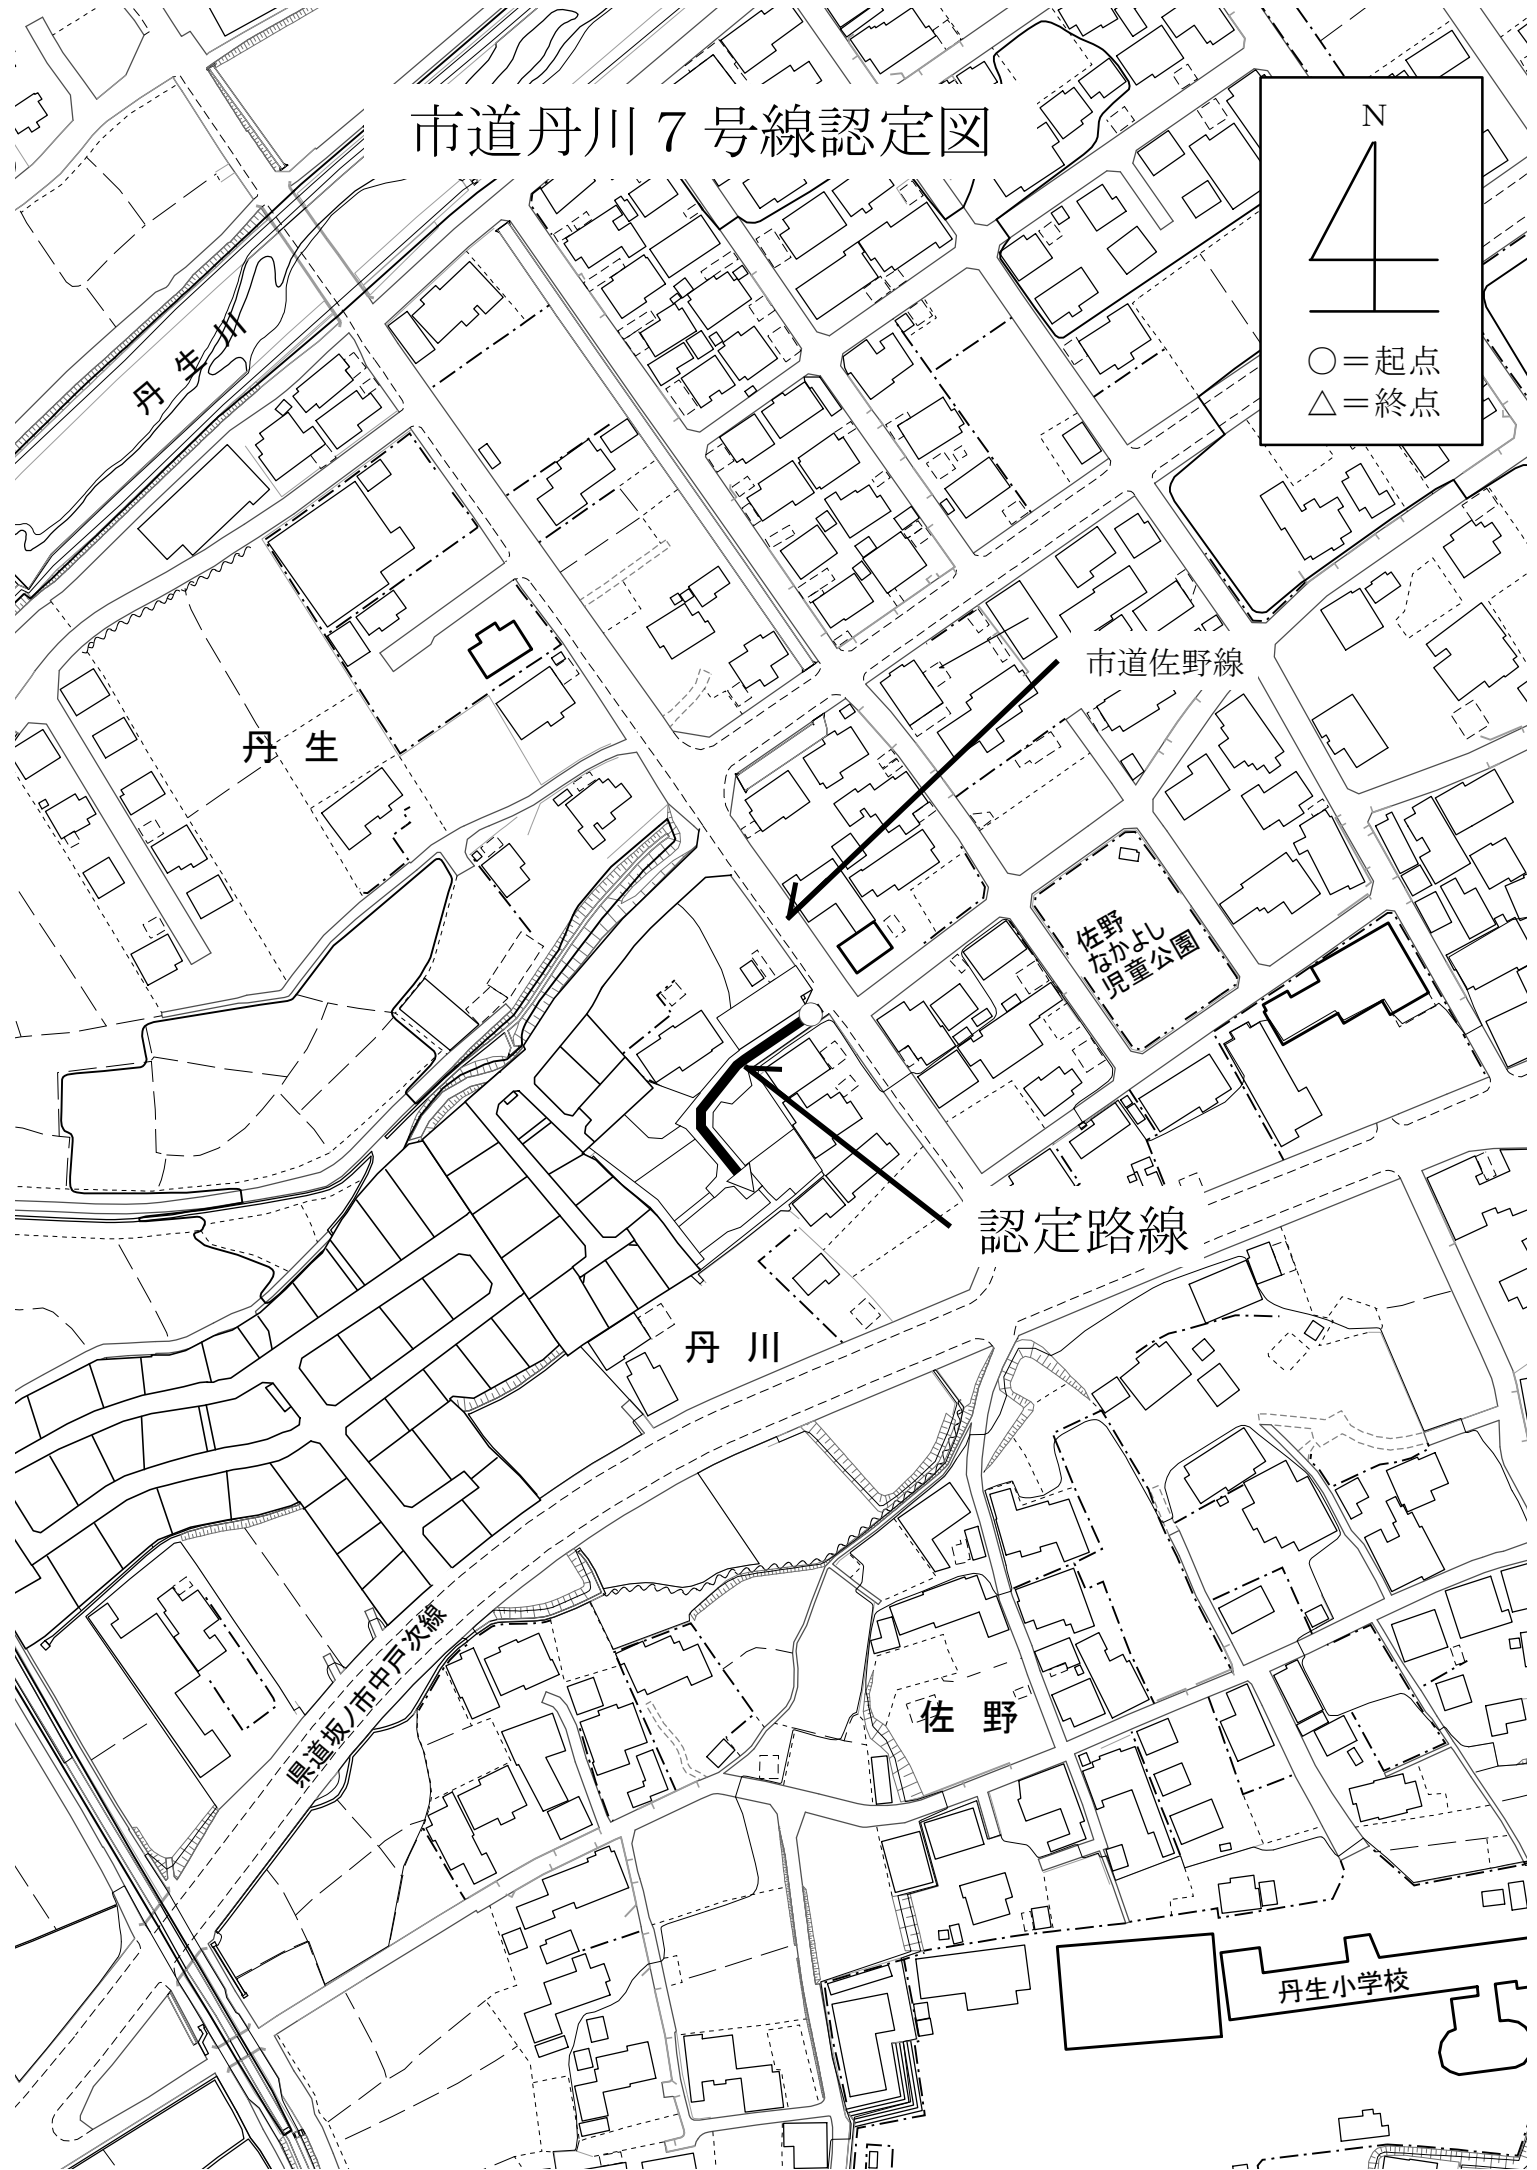 市道丹川７号線認定図
N
○＝起点
△＝終点
丹生川
市道佐野線
丹 生
佐野
なかよし
児童公園
認定路線
丹 川
県道坂ノ市中戸次線
佐 野
丹生小学校